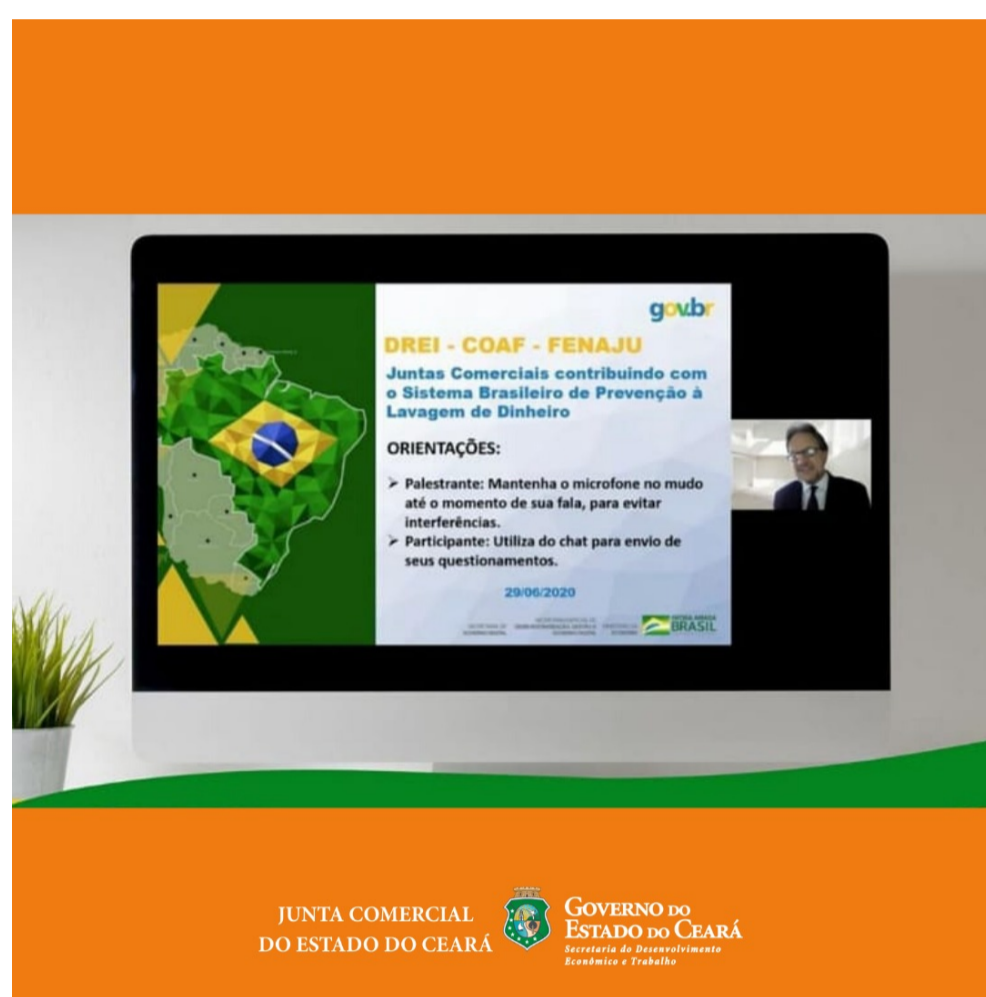 gov.br
DREI - COAF - FENAJU
Juntas Comerciais contribuindo com
o Sistema Brasileiro de Prevenção à
Lavagem de Dinheiro
ORIENTAÇÕES:
➢ Palestrante: Mantenha o microfone no mudo
até o momento de sua fala, para evitar
interferências.
➢ Participante: Utiliza do chat para envio de
seus questionamentos.
29/06/2020
BRASIL
JUNTA COMERCIAL
DO ESTADO DO CEARÁ
GOVERNO DO
ESTADO DO CEARÁ
Secretaria do Desenvolvimento
Econômico e Trabalho